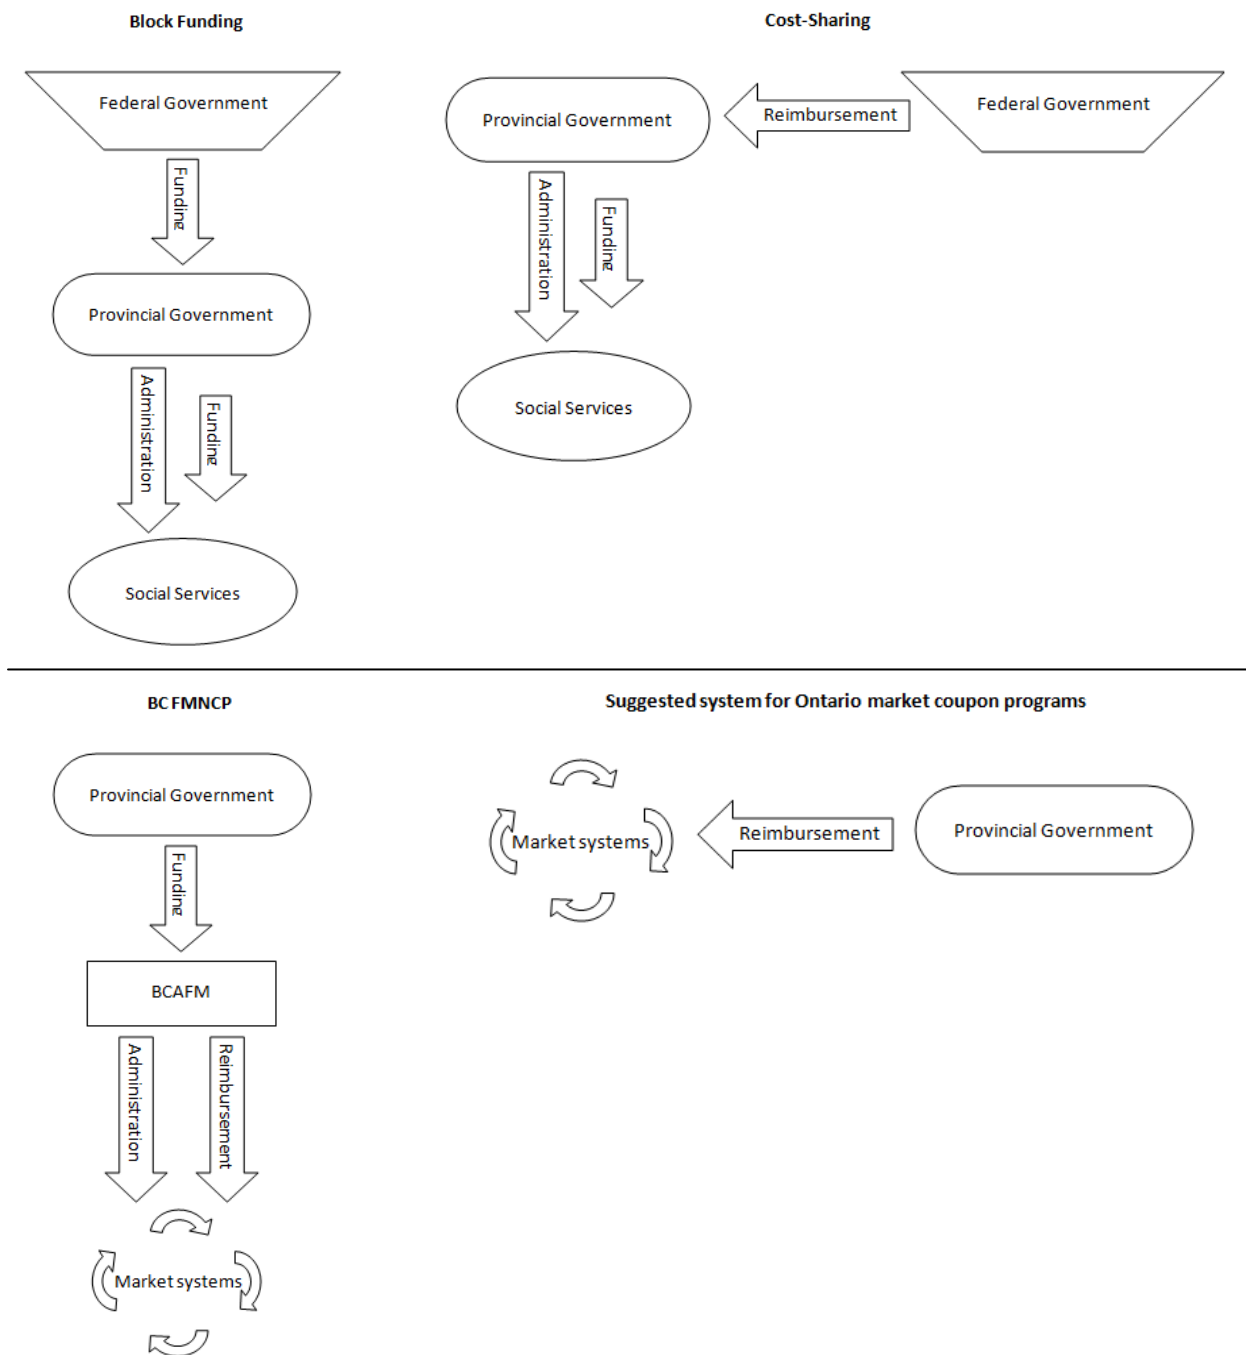 Block Funding
Federal Government
Funding
Provincial Government
Administration
Funding
Social Services
Cost-Sharing
Provincial Government
Reimbursement
Federal Government
Administration
Funding
Social Services
BC FMNCP
Provincial Government
Funding
BCAFM
Administration
Reimbursement
Market systems
Suggested system for Ontario market coupon programs
Market systems
Reimbursement
Provincial Government